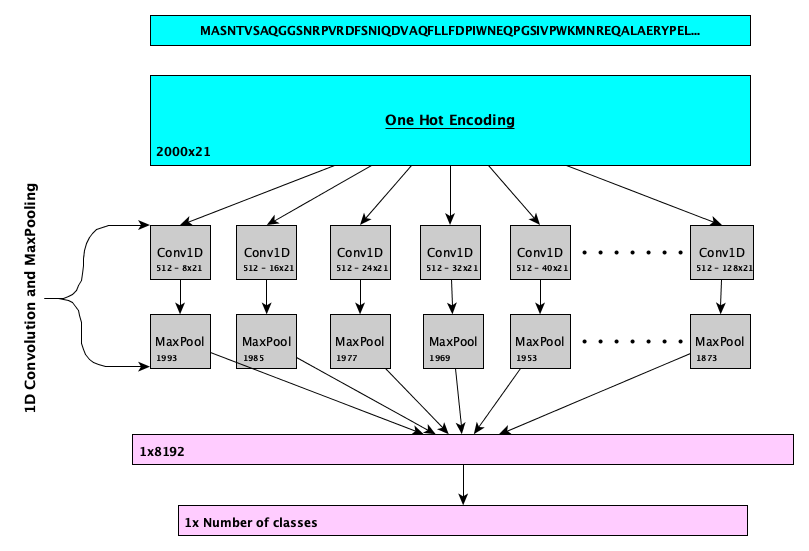 MASNTVSAQGGSNRPVRDFSNIQDVAQFLLFDPIWNEQPGSIVPWKMNREQALAERYPEL...
One Hot Encoding
2000x21
1D Convolution and MaxPooling
Conv1D
512 - 8x21
Conv1D
512 - 16x21
Conv1D
512 - 24x21
Conv1D
512 - 32x21
Conv1D
512 - 40x21
Conv1D
512 - 128x21
MaxPool
1993
MaxPool
1985
MaxPool
1977
MaxPool
1969
MaxPool
1953
MaxPool
1873
1x8192
1x Number of classes